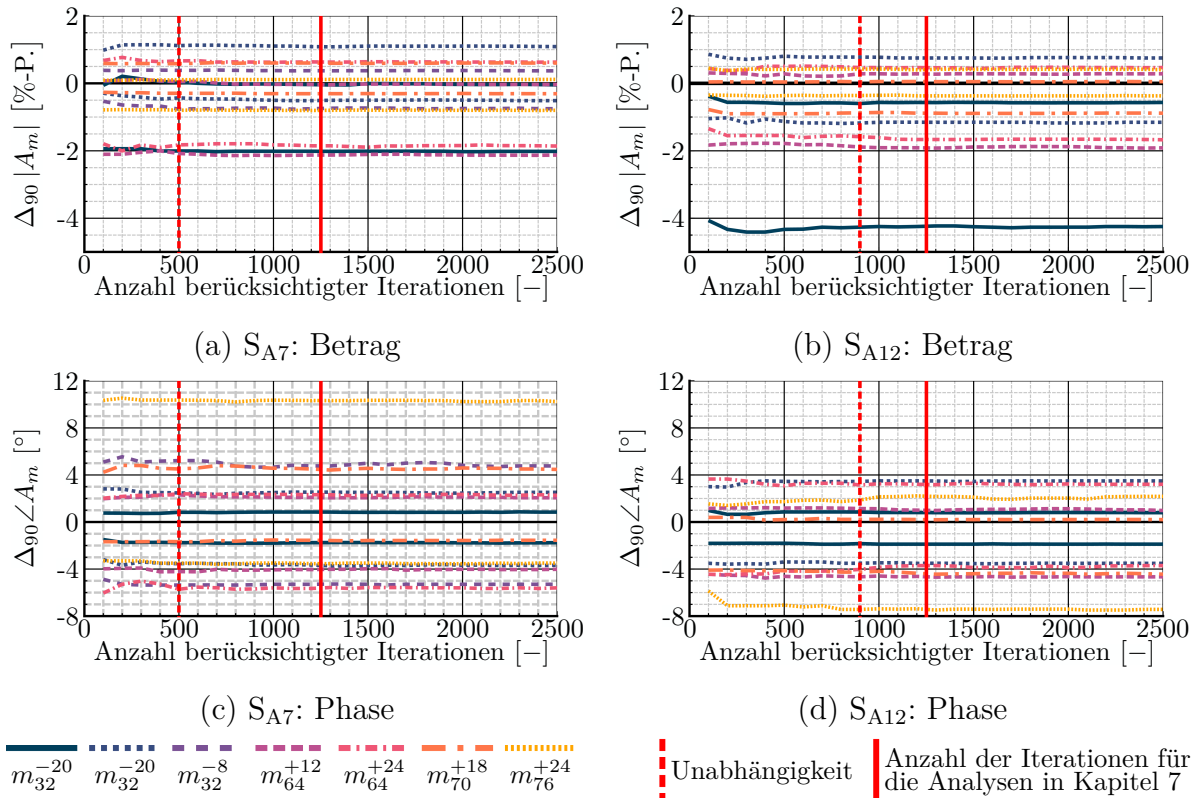 2
0
-2
-4
Δ90 |Am| [%-P.]
0 500 1000 1500 2000 2500
Anzahl berücksichtigter Iterationen [−]
(a) SA7: Betrag
2
0
-2
-4
Δ90 |Am| [%-P.]
0 500 1000 1500 2000 2500
Anzahl berücksichtigter Iterationen [−]
(b) SA12: Betrag
12
8
4
0
-4
-8
Δ90∠Am [°]
0 500 1000 1500 2000 2500
Anzahl berücksichtigter Iterationen [−]
(c) SA7: Phase
12
8
4
0
-4
-8
Δ90∠Am [°]
0 500 1000 1500 2000 2500
Anzahl berücksichtigter Iterationen [−]
(d) SA12: Phase
m32−20 m32−20 m32−8 m64+12 m64+24 m70+18 m76+24
Unabhängigkeit
Anzahl der Iterationen für
die Analysen in Kapitel 7